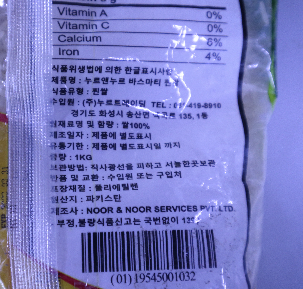 Vitamin A 0%
Vitamin C 0%
Calcium 6%
Iron 4%
식품위생법에 의한 한글표시사항
제품명 : 누르앤누르 바스마티 찐쌀
식품유형 : 찐쌀
수입원 : (주)누르트레이딩 TEL : 419-8910
경기도 화성시 송산면 135, 1동
원재료명 및 함량 : 쌀100%
제조일자 : 제품에 별도표시
유통기한 : 제품에 별도표시일 까지
중량 : 1KG
보관방법: 직사광선을 피하고 서늘한곳보관
반품 및 교환 : 수입원 또는 구입처
포장재질 : 폴리에틸렌
원산지 : 파키스탄
제조사 : NOOR & NOOR SERVICES PVT. LTD.
부정,불량식품신고는 국번없이 1399
(01)19545001032